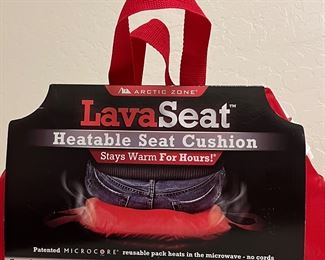 ARCTIC ZONE®
LavaSeat™
Heatable Seat Cushion
Stays Warm For Hours!*
Patented MICROCORE® reusable pack heats in the microwave - no cords